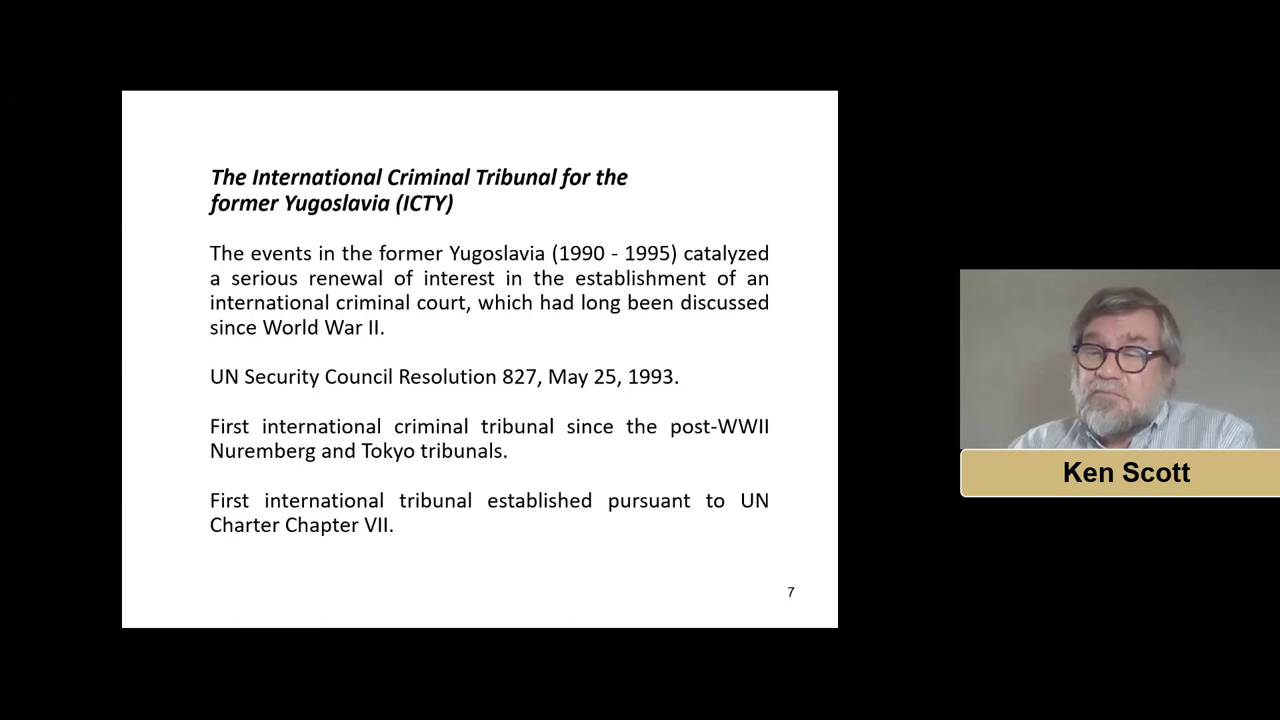 The International Criminal Tribunal for the
former Yugoslavia (ICTY)
The events in the former Yugoslavia (1990 - 1995) catalyzed
a serious renewal of interest in the establishment of an
international criminal court, which had long been discussed
since World War II.
UN Security Council Resolution 827, May 25, 1993.
First international criminal tribunal since the post-WWII
Nuremberg and Tokyo tribunals.
First international tribunal established pursuant to UN
Charter Chapter VII.
7
Ken Scott